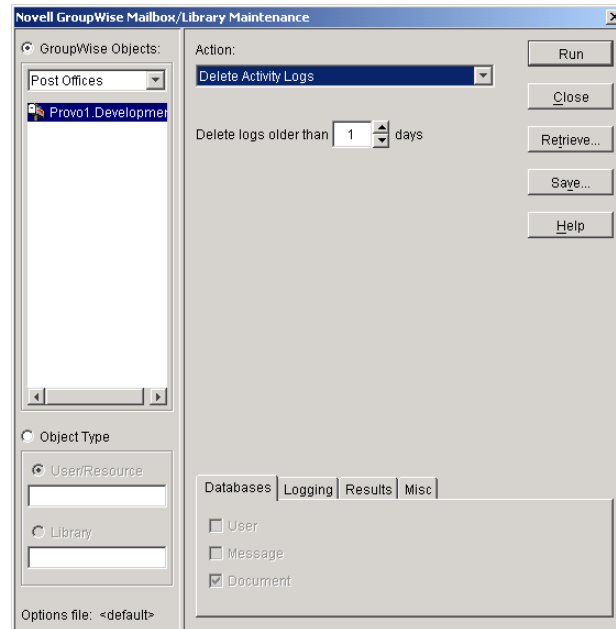 Novell GroupWise Mailbox/Library Maintenance
GroupWise Objects:
Post Offices
Provo1.Developmer
Object Type
User/Resource
Library
Options file: <default>
Action:
Delete Activity Logs
Delete logs older than 1 days
Databases Logging Results Misc
User
Message
Document
Run
Close
Retrieve...
Save...
Help